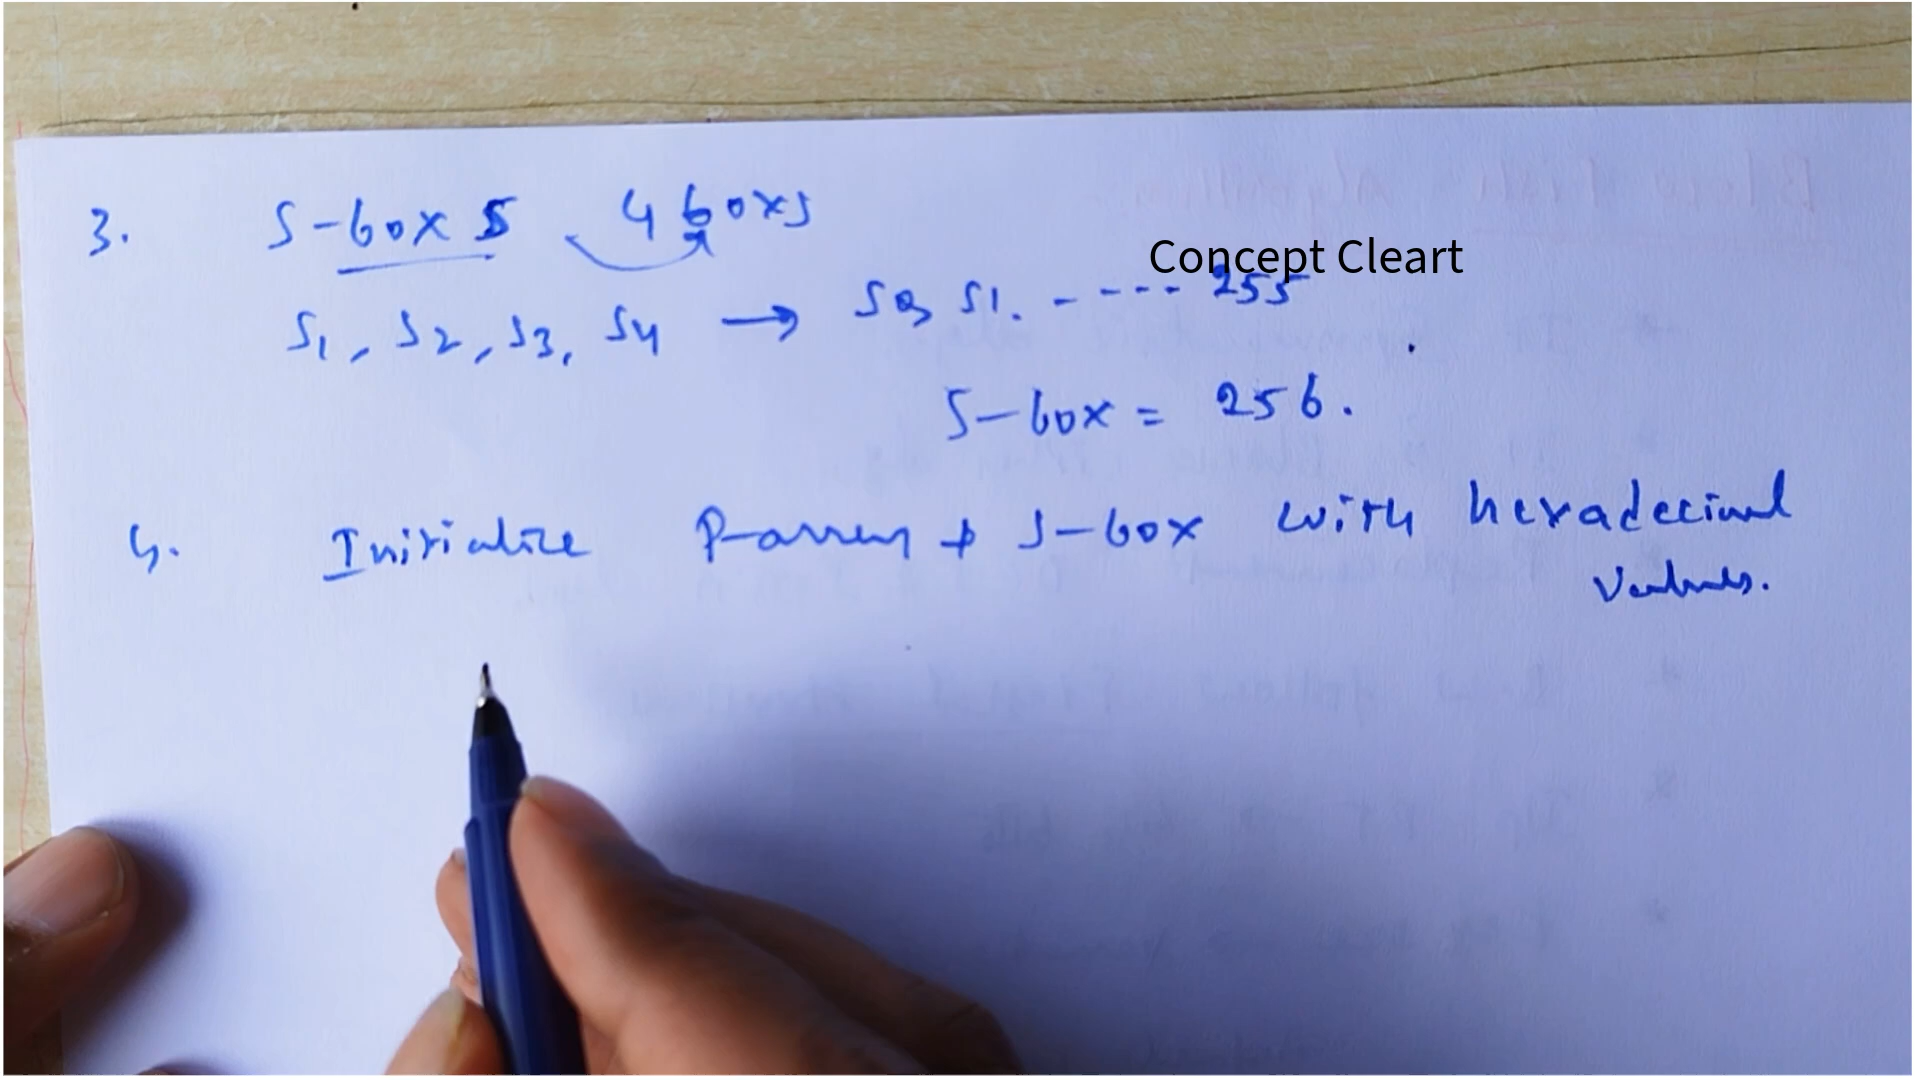 3. S-box S 4 boxs
Concept Cleart
S1, S2, S3, S4 → S0, S1. - - - - - 255
S-box = 256.
4. Initialize P-array + S-box with hexadecimal
Values.